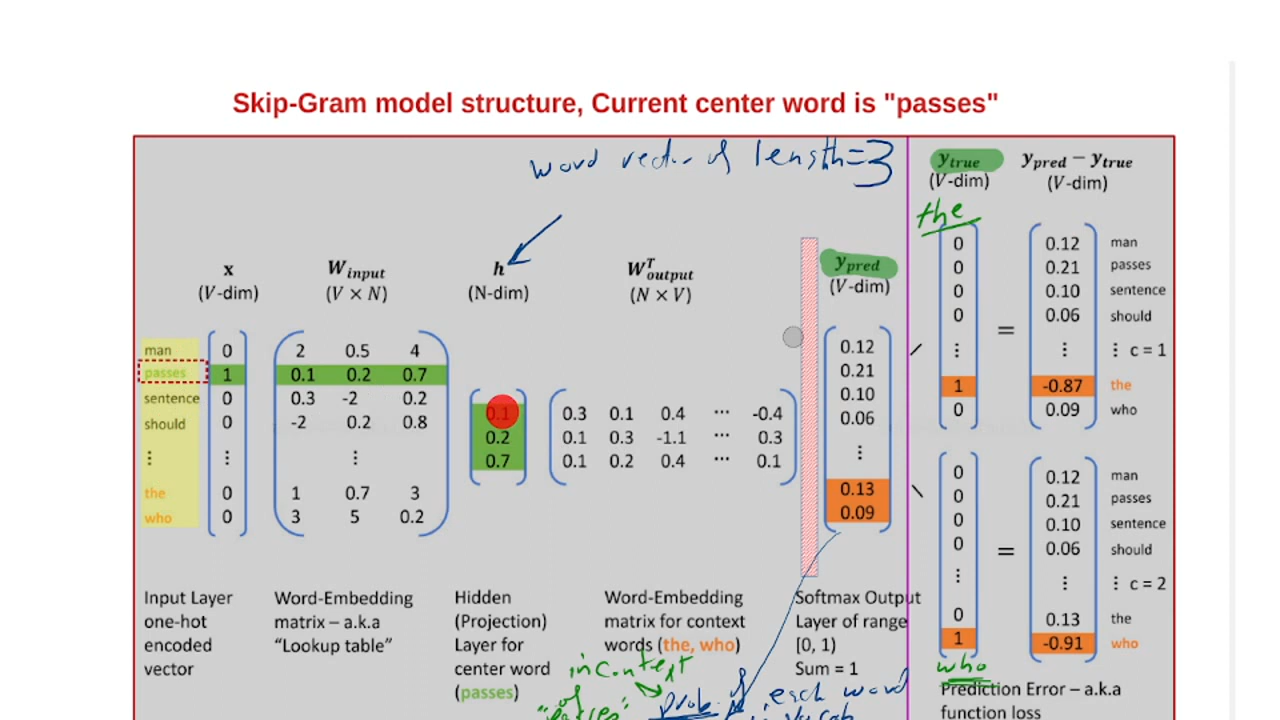 Skip-Gram model structure, Current center word is "passes"
word vector of length=3
y_true
(V-dim)
y_pred − y_true
(V-dim)
the
x
(V-dim)
W_input
(V × N)
h
(N-dim)
W^T_output
(N × V)
y_pred
(V-dim)
man
passes
sentence
should
⋮
the
who
0
1
0
0
⋮
0
0
2 0.5 4
0.1 0.2 0.7
0.3 -2 0.2
-2 0.2 0.8
⋮
1 0.7 3
3 5 0.2
0.1
0.2
0.7
0.3 0.1 0.4 ⋯ -0.4
0.1 0.3 -1.1 ⋯ 0.3
0.1 0.2 0.4 ⋯ 0.1
0.12
0.21
0.10
0.06
⋮
0.13
0.09
0
0
0
0
⋮
1
0
=
0.12 man
0.21 passes
0.10 sentence
0.06 should
⋮ ⋮ c = 1
-0.87 the
0.09 who
0
0
0
0
⋮
0
1
=
0.12 man
0.21 passes
0.10 sentence
0.06 should
⋮ ⋮ c = 2
0.13 the
-0.91 who
Input Layer
one-hot
encoded
vector
Word-Embedding
matrix – a.k.a
“Lookup table”
Hidden
(Projection)
Layer for
center word
(passes)
Word-Embedding
matrix for context
words (the, who)
in context
of
"passes"
Softmax Output
Layer of range
[0, 1)
Sum = 1
prob. of each word
in vocab
who
Prediction Error – a.k.a
function loss